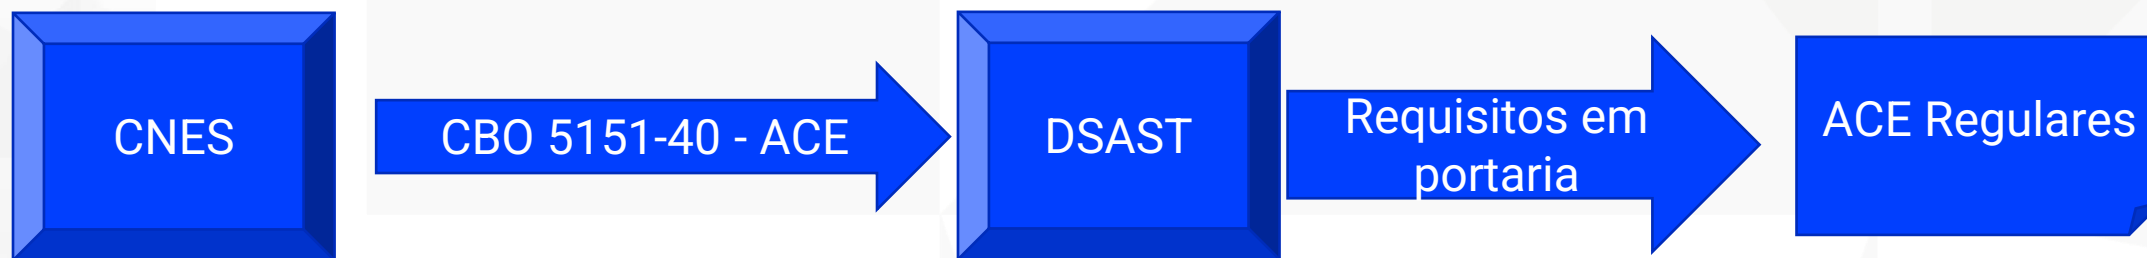 CNES
CBO 5151-40 - ACE
DSAST
Requisitos em
portaria
ACE Regulares